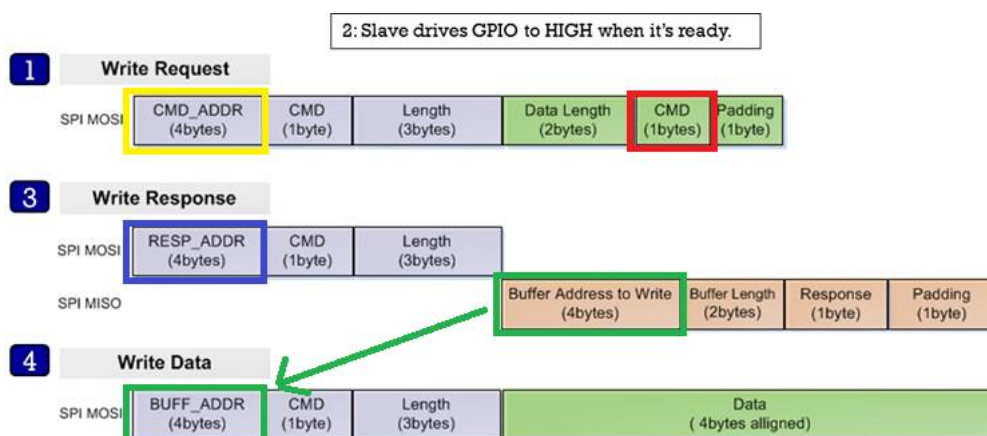 2: Slave drives GPIO to HIGH when it's ready.
1 Write Request
SPI MOSI CMD_ADDR (4bytes) CMD (1byte) Length (3bytes) Data Length (2bytes) CMD (1bytes) Padding (1byte)
3 Write Response
SPI MOSI RESP_ADDR (4bytes) CMD (1byte) Length (3bytes)
SPI MISO Buffer Address to Write (4bytes) Buffer Length (2bytes) Response (1byte) Padding (1byte)
4 Write Data
SPI MOSI BUFF_ADDR (4bytes) CMD (1byte) Length (3bytes) Data ( 4bytes alligned)